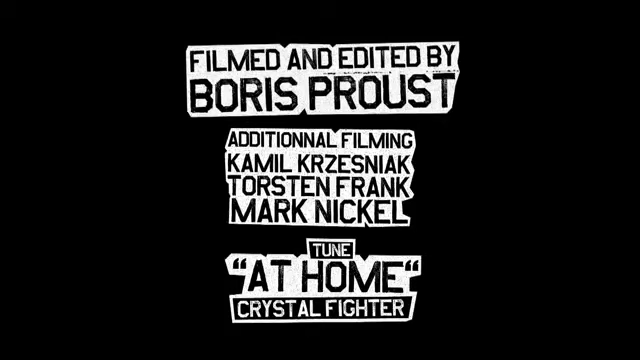 FILMED AND EDITED BY
BORIS PROUST
ADDITIONNAL FILMING
KAMIL KRZESNIAK
TORSTEN FRANK
MARK NICKEL
TUNE
“AT HOME“
CRYSTAL FIGHTER